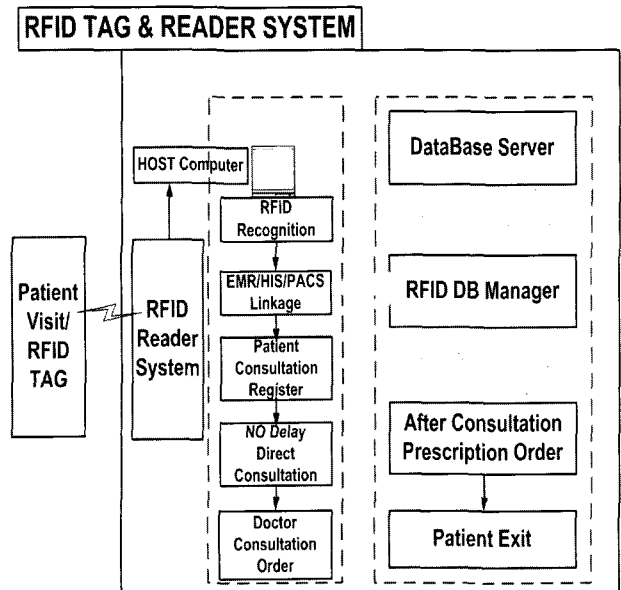 RFID TAG & READER SYSTEM
HOST Computer
RFID
Recognition
EMR/HIS/PACS
Linkage
Patient
Consultation
Register
NO Delay
Direct
Consultation
Doctor
Consultation
Order
Patient
Visit/
RFID
TAG
RFID
Reader
System
DataBase Server
RFID DB Manager
After Consultation
Prescription Order
Patient Exit